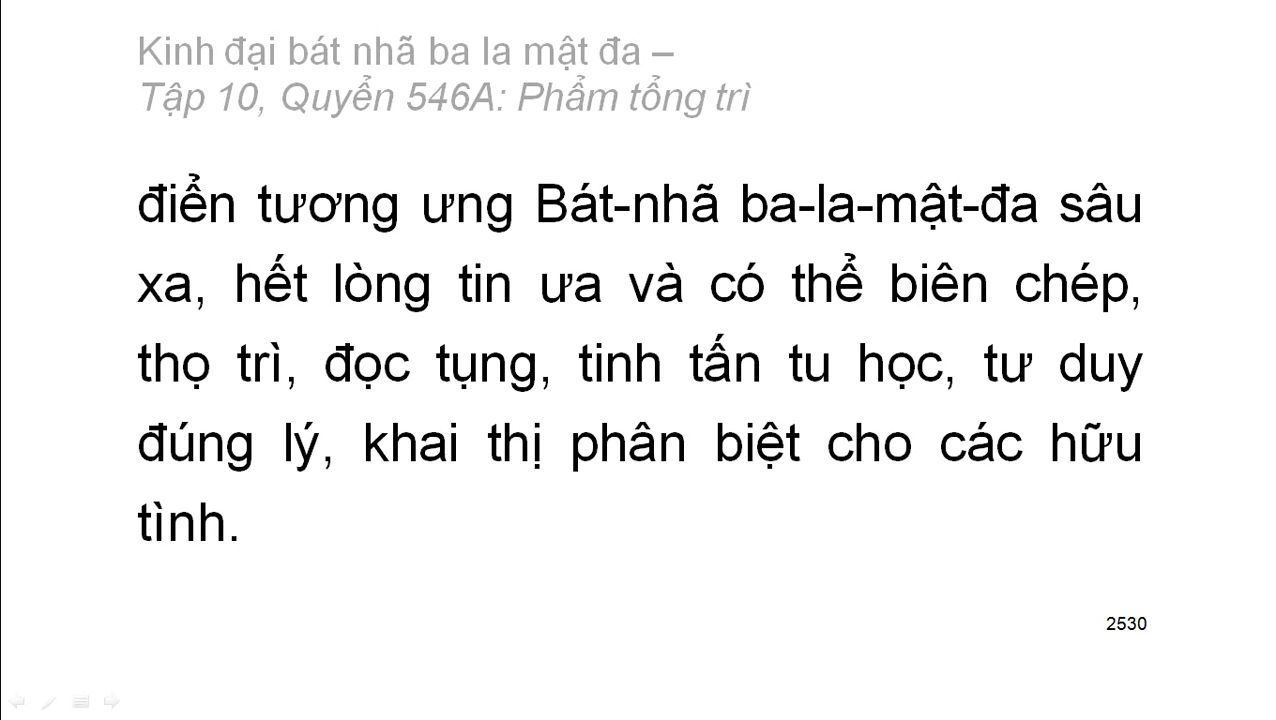 Kinh đại bát nhã ba la mật đa –
Tập 10, Quyển 546A: Phẩm tổng trì
điển tương ưng Bát-nhã ba-la-mật-đa sâu
xa, hết lòng tin ưa và có thể biên chép,
thọ trì, đọc tụng, tinh tấn tu học, tư duy
đúng lý, khai thị phân biệt cho các hữu
tình.
2530